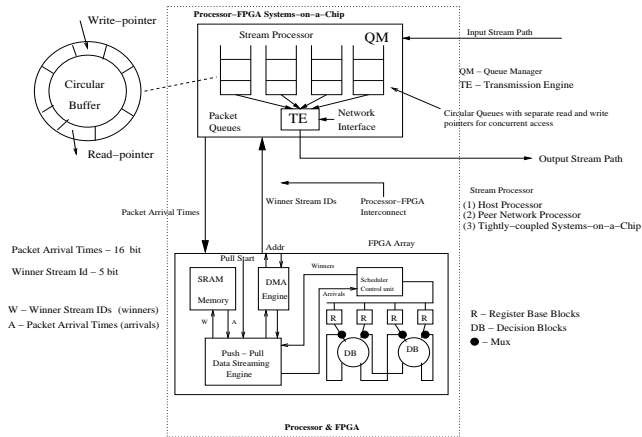 Processor–FPGA Systems–on–a–Chip
Write–pointer
Circular
Buffer
Read–pointer
Stream Processor
QM
Packet
Queues
TE
Network
Interface
Input Stream Path
QM – Queue Manager
TE – Transmission Engine
Circular Queues with separate read and write
pointers for concurrent access
Output Stream Path
Packet Arrival Times
Winner Stream IDs
Processor–FPGA
Interconnect
Stream Processor
(1) Host Processor
(2) Peer Network Processor
(3) Tightly–coupled Systems–on–a–Chip
Packet Arrival Times – 16 bit
Winner Stream Id – 5 bit
W – Winner Stream IDs (winners)
A – Packet Arrival Times (arrivals)
FPGA Array
Pull Start
Addr
SRAM
Memory
DMA
Engine
Winners
Arrivals
Scheduler
Control unit
W
A
Push – Pull
Data Streaming
Engine
R
R
R
R
DB
DB
R – Register Base Blocks
DB – Decision Blocks
– Mux
Processor & FPGA